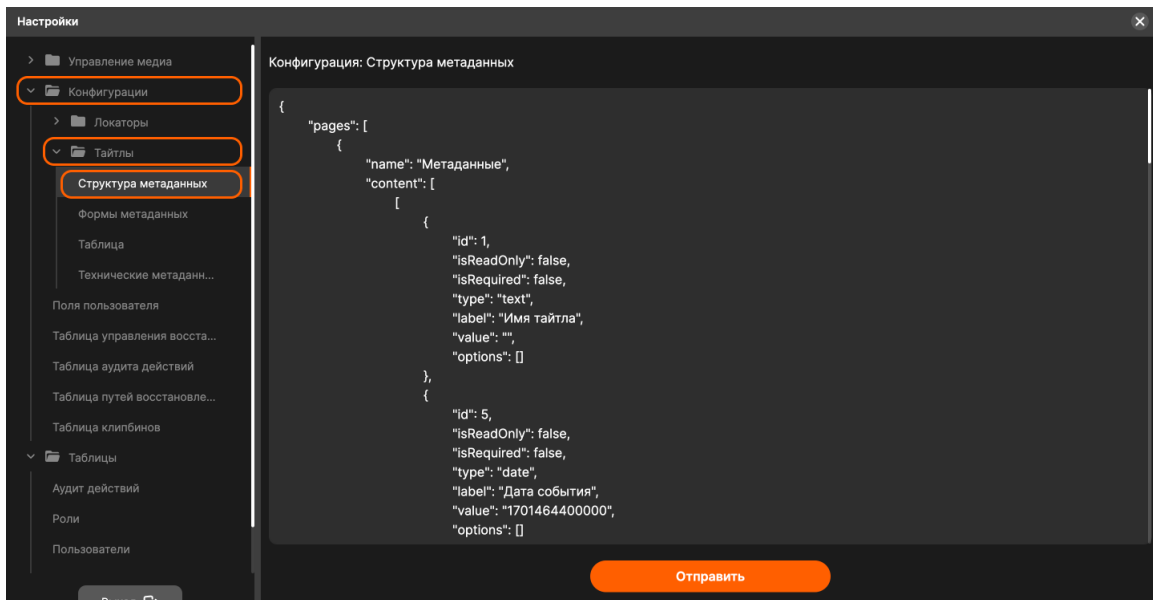 Настройки
Управление медиа
Конфигурации
Локаторы
Тайтлы
Структура метаданных
Формы метаданных
Таблица
Технические метаданн...
Поля пользователя
Таблица управления восста...
Таблица аудита действий
Таблица путей восстановле...
Таблица клипбинов
Таблицы
Аудит действий
Роли
Пользователи
Конфигурация: Структура метаданных
{
"pages": [
{
"name": "Метаданные",
"content": [
[
{
"id": 1,
"isReadOnly": false,
"isRequired": false,
"type": "text",
"label": "Имя тайтла",
"value": "",
"options": []
},
{
"id": 5,
"isReadOnly": false,
"isRequired": false,
"type": "date",
"label": "Дата события",
"value": "1701464400000",
"options": []
Отправить